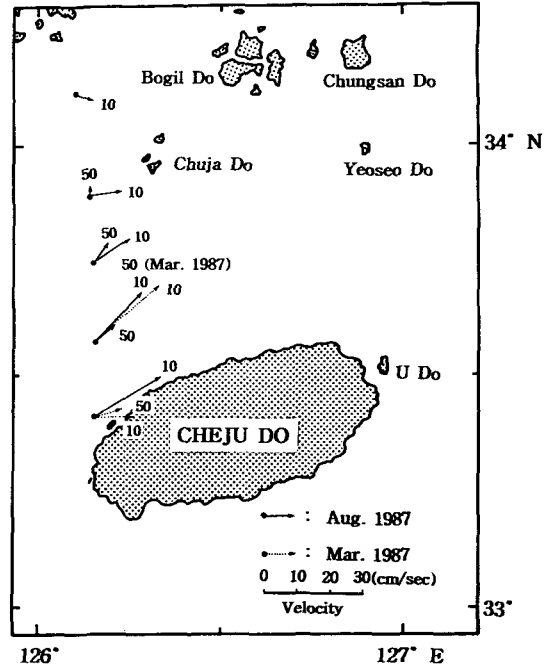 Bogil Do
Chungsan Do
10
34° N
Chuja Do
Yeoseo Do
50
10
50
10
50 (Mar. 1987)
10
10
50
10
U Do
50
10
CHEJU DO
: Aug. 1987
: Mar. 1987
0 10 20 30(cm/sec)
Velocity
33°
126°
127° E